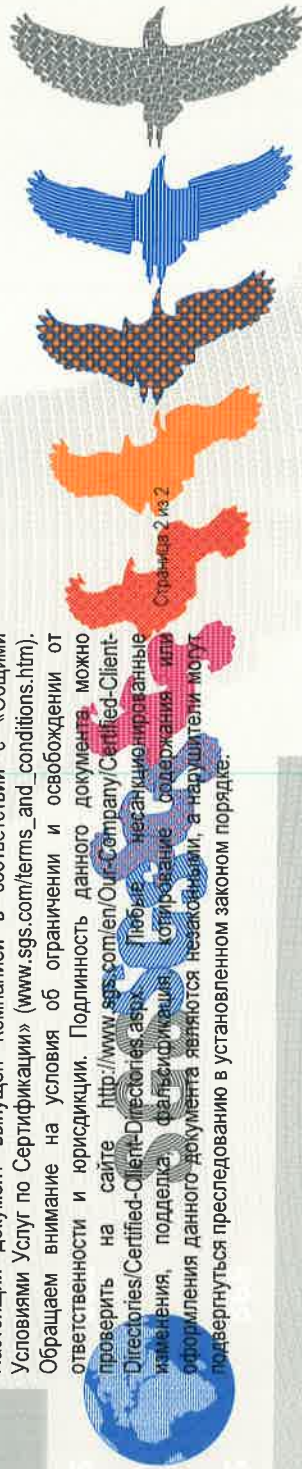 Настоящий документ выпущен компанией в соответствии с «Общими
Условиями Услуг по Сертификации» (www.sgs.com/terms_and_conditions.htm).
Обращаем внимание на условия об ограничении и освобождении от
ответственности и юрисдикции. Подлинность данного документа можно
проверить на сайте http://www.sgs.com/en/Our-Company/Certified-Client-
Directories/Certified-Client-Directories.aspx. Любые несанкционированные
изменения, подделка, фальсификация, копирование содержания или
оформления данного документа являются незаконными, а нарушители могут
подвергнуться преследованию в установленном законом порядке.
Страница 2 из 2
SGS SGS